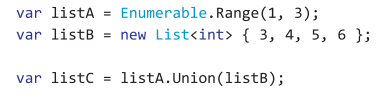 var listA = Enumerable.Range(1, 3);
var listB = new List<int> { 3, 4, 5, 6 };
var listC = listA.Union(listB);